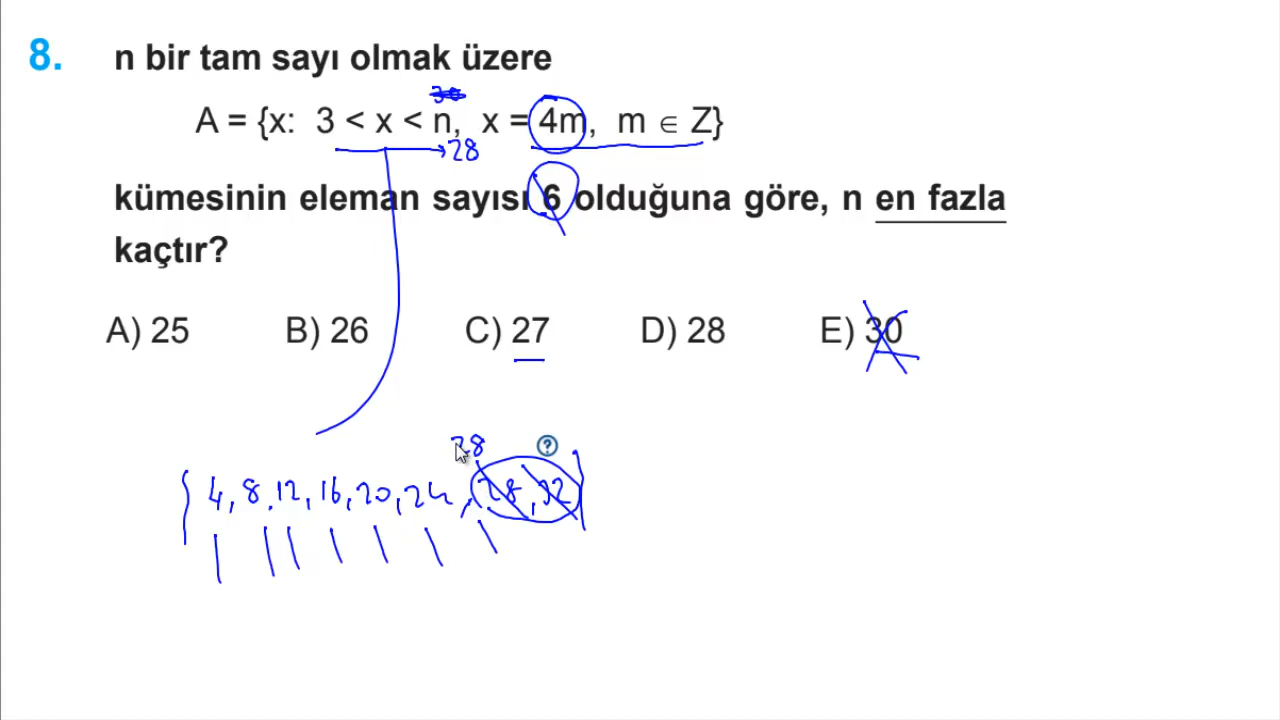 8. n bir tam sayı olmak üzere
30
A = {x: 3 < x < n, x = 4m, m ∈ Z}
28
kümesinin eleman sayısı 6 olduğuna göre, n en fazla
kaçtır?
A) 25 B) 26 C) 27 D) 28 E) 30
28 ?
4, 8, 12, 16, 20, 24, 28, 32